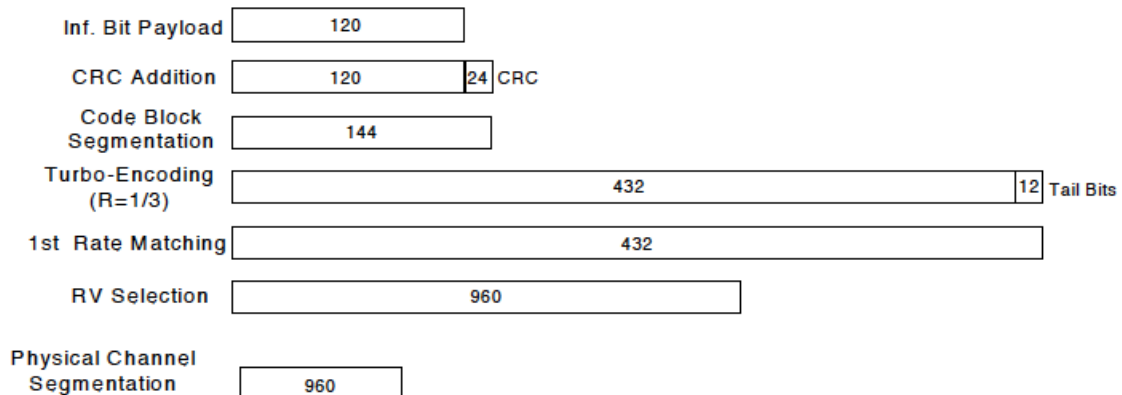 Inf. Bit Payload 120
CRC Addition 120 24 CRC
Code Block
Segmentation 144
Turbo-Encoding
(R=1/3) 432 12 Tail Bits
1st Rate Matching 432
RV Selection 960
Physical Channel
Segmentation 960